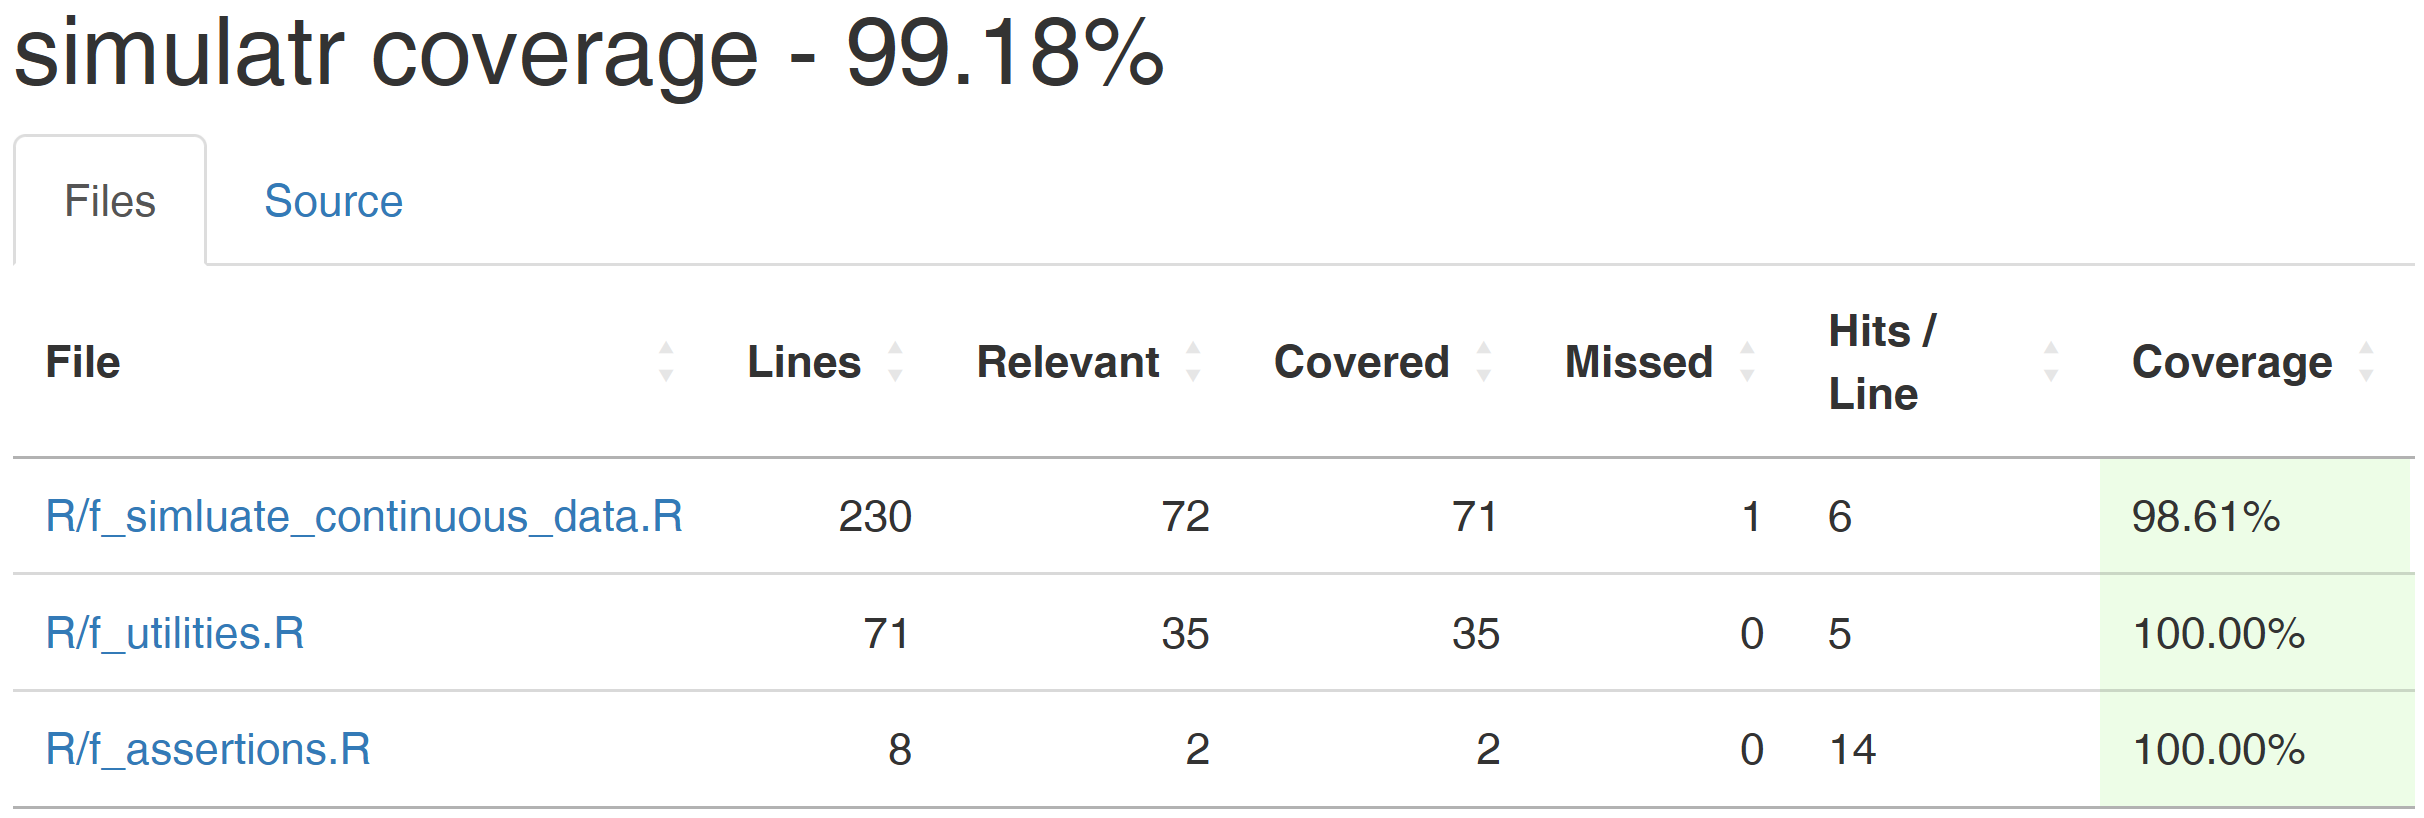 simulatr coverage - 99.18%
Files Source
File Lines Relevant Covered Missed Hits / Line Coverage
R/f_simluate_continuous_data.R 230 72 71 1 6 98.61%
R/f_utilities.R 71 35 35 0 5 100.00%
R/f_assertions.R 8 2 2 0 14 100.00%